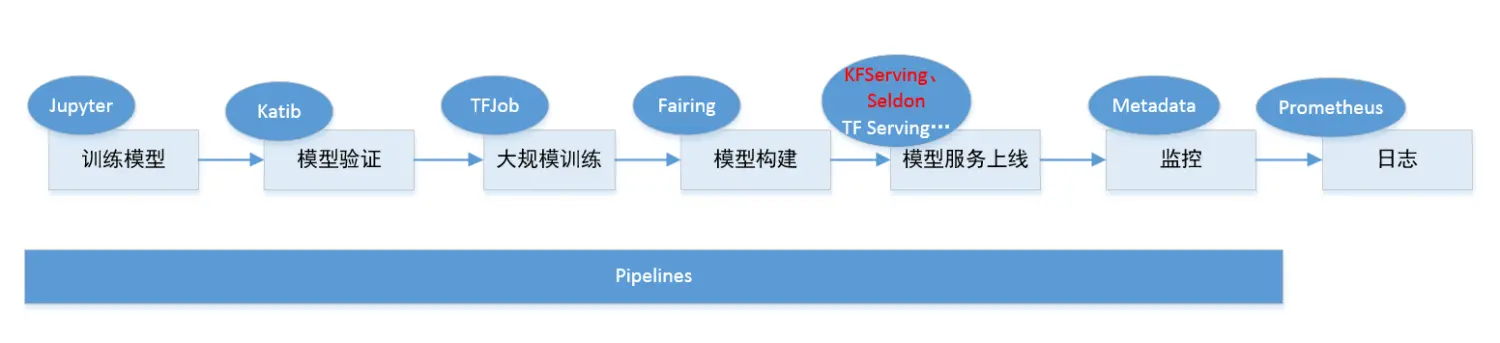 Jupyter
训练模型
Katib
模型验证
TFJob
大规模训练
Fairing
模型构建
KFServing、
Seldon
TF Serving…
模型服务上线
Metadata
监控
Prometheus
日志
Pipelines